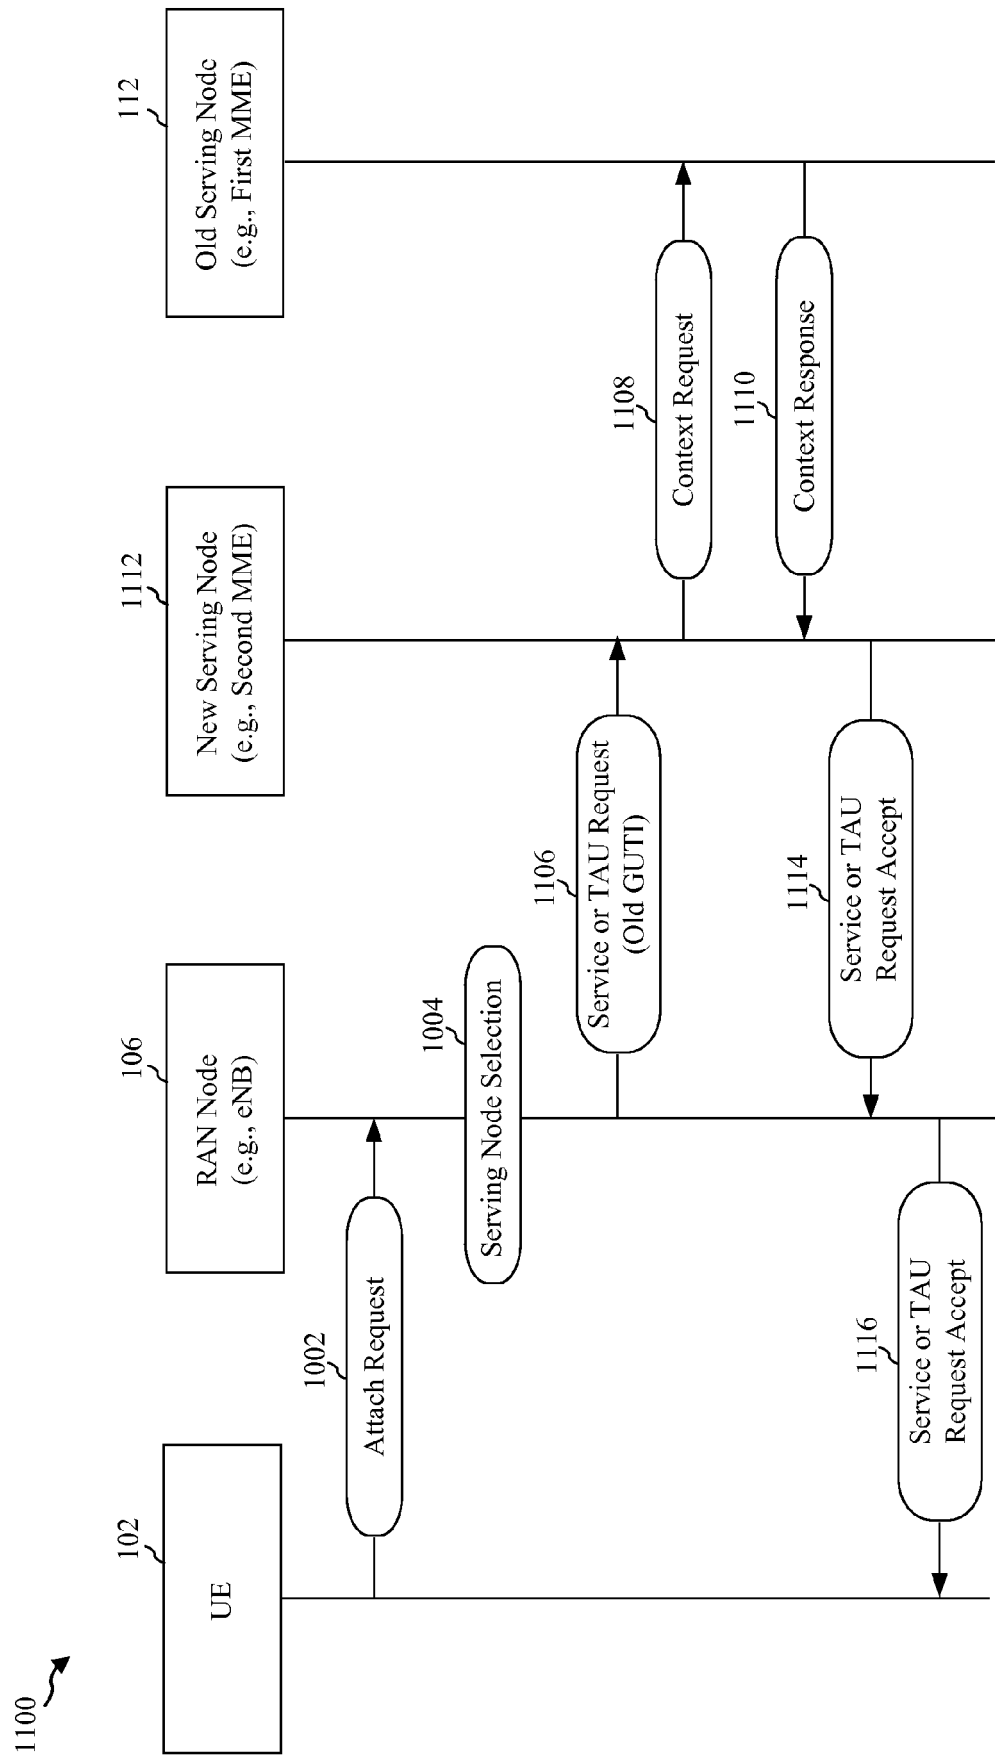 1100
102
UE
106
RAN Node
(e.g., eNB)
1112
New Serving Node
(e.g., Second MME)
112
Old Serving Node
(e.g., First MME)
1002
Attach Request
1004
Serving Node Selection
1106
Service or TAU Request
(Old GUTI)
1108
Context Request
1110
Context Response
1114
Service or TAU
Request Accept
1116
Service or TAU
Request Accept